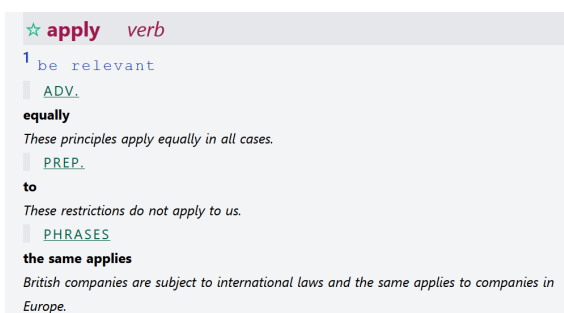 ☆ apply verb
1 be relevant
ADV.
equally
These principles apply equally in all cases.
PREP.
to
These restrictions do not apply to us.
PHRASES
the same applies
British companies are subject to international laws and the same applies to companies in
Europe.